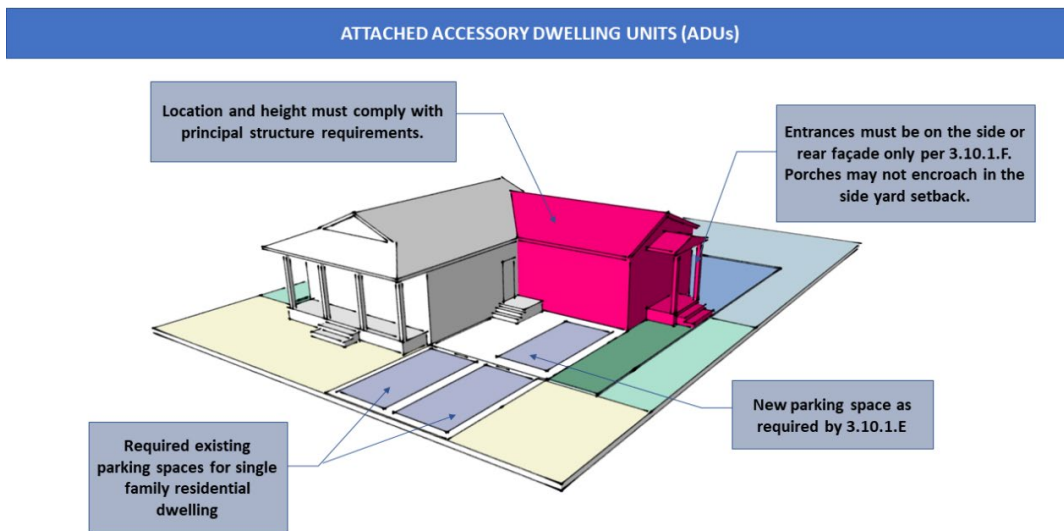 ATTACHED ACCESSORY DWELLING UNITS (ADUs)
Location and height must comply with
principal structure requirements.
Entrances must be on the side or
rear façade only per 3.10.1.F.
Porches may not encroach in the
side yard setback.
New parking space as
required by 3.10.1.E
Required existing
parking spaces for single
family residential
dwelling